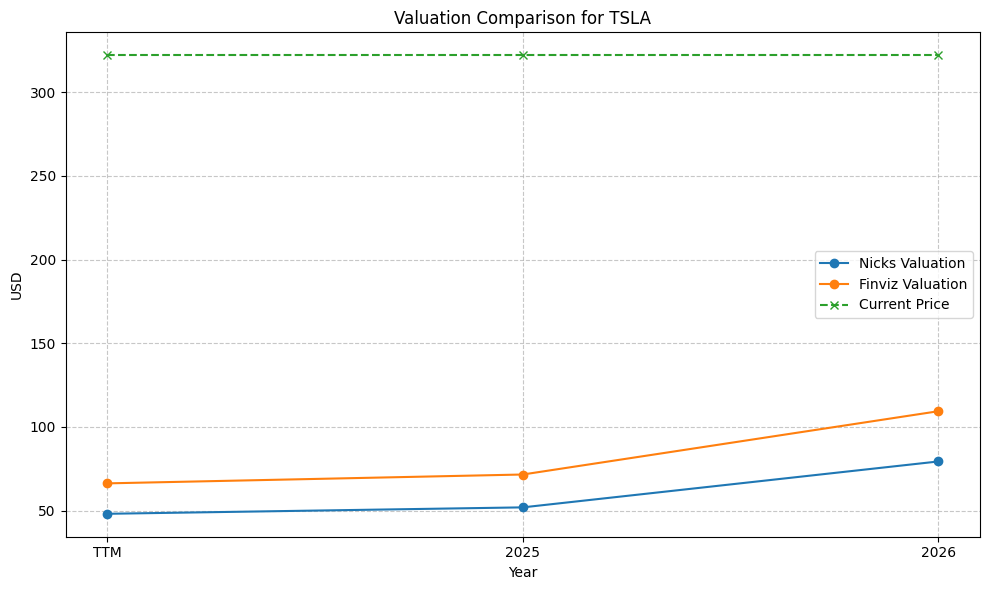 Valuation Comparison for TSLA
300
250
200
150
100
50
USD
Nicks Valuation
Finviz Valuation
Current Price
TTM
2025
2026
Year